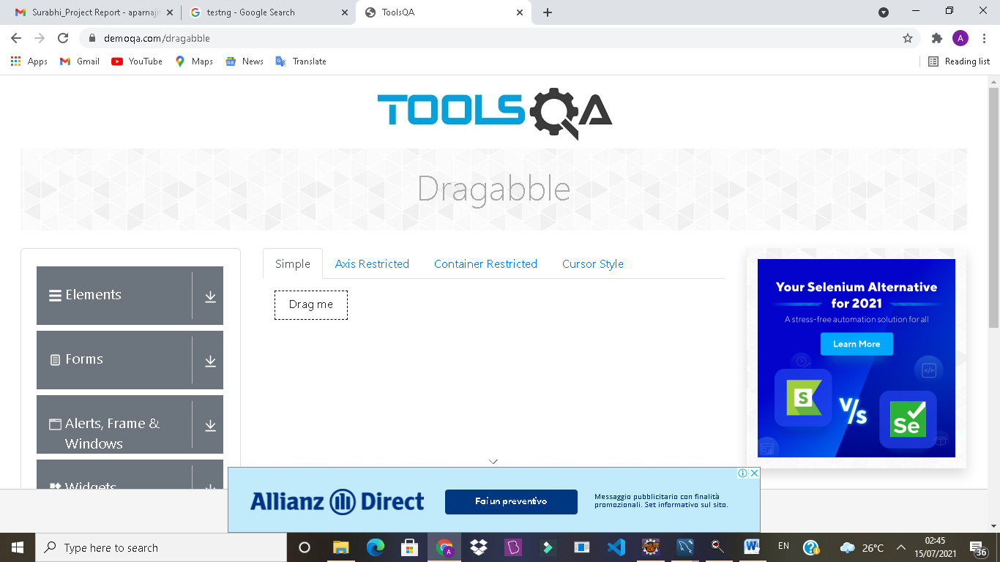 Surabhi_Project Report - aparnaji
testng - Google Search
ToolsQA
demoqa.com/dragabble
A
Apps
Gmail
YouTube
Maps
News
Translate
Reading list
TOOLSQA
Dragabble
Elements
Forms
Alerts, Frame &
Windows
Widgets
Simple
Axis Restricted
Container Restricted
Cursor Style
Drag me
Your Selenium Alternative
for 2021
A stress-free automation solution for all
Learn More
S
V/s
Se
Allianz Direct
Fai un preventivo
Messaggio pubblicitario con finalità
promozionali. Set informativo sul sito.
Type here to search
EN
26°C
02:45
15/07/2021
36